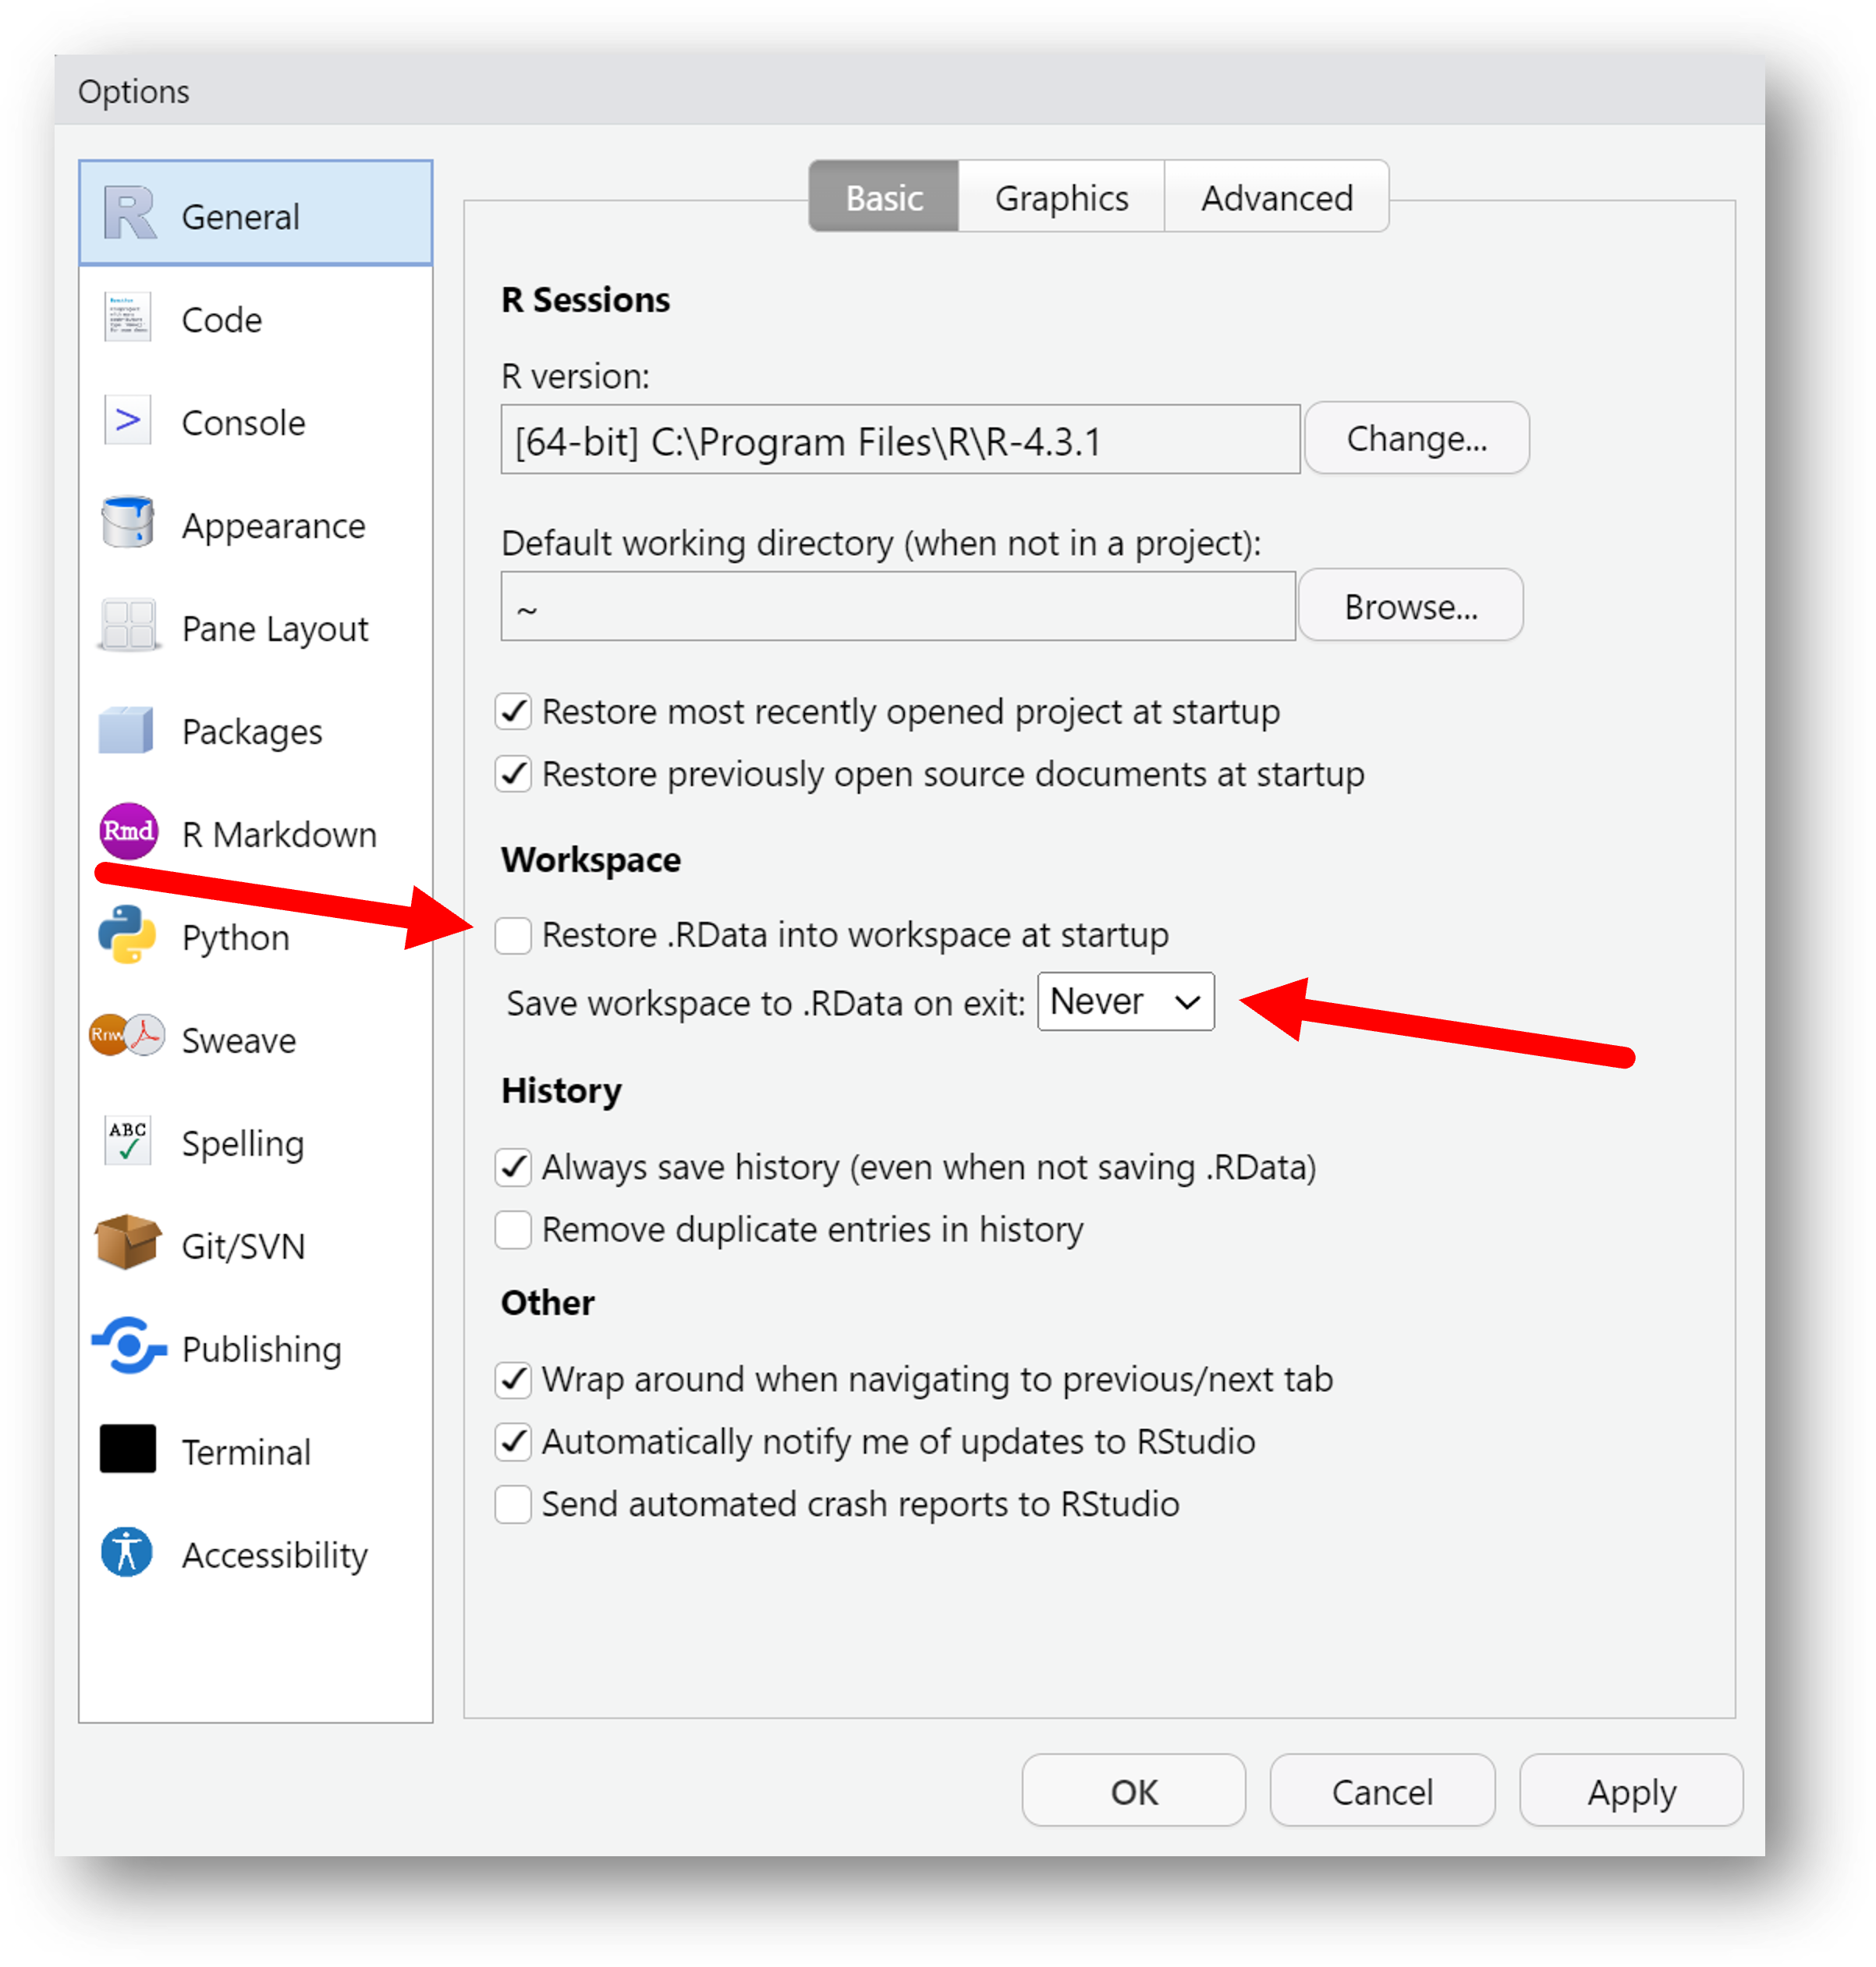 Options
General
Code
Console
Appearance
Pane Layout
Packages
Rmd
R Markdown
Python
Rnw
Sweave
ABC
Spelling
Git/SVN
Publishing
Terminal
Accessibility
Basic
Graphics
Advanced
R Sessions
R version:
[64-bit] C:\Program Files\R\R-4.3.1
Change...
Default working directory (when not in a project):
~
Browse...
Restore most recently opened project at startup
Restore previously open source documents at startup
Workspace
Restore .RData into workspace at startup
Save workspace to .RData on exit: Never
History
Always save history (even when not saving .RData)
Remove duplicate entries in history
Other
Wrap around when navigating to previous/next tab
Automatically notify me of updates to RStudio
Send automated crash reports to RStudio
OK
Cancel
Apply